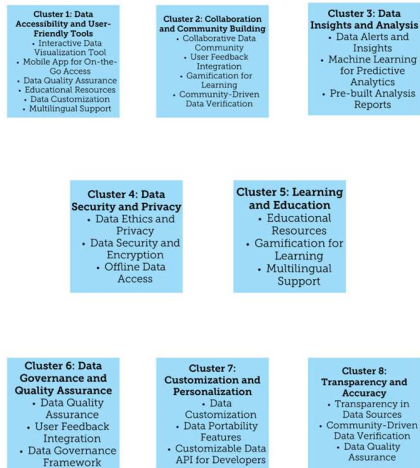 Cluster 1: Data
Accessibility and User-
Friendly Tools
• Interactive Data
Visualization Tool
• Mobile App for On-the-
Go Access
• Data Quality Assurance
• Educational Resources
• Data Customization
• Multilingual Support
Cluster 2: Collaboration
and Community Building
• Collaborative Data
Community
• User Feedback
Integration
• Gamification for
Learning
• Community-Driven
Data Verification
Cluster 3: Data
Insights and Analysis
• Data Alerts and
Insights
• Machine Learning
for Predictive
Analytics
• Pre-built Analysis
Reports
Cluster 4: Data
Security and Privacy
• Data Ethics and
Privacy
• Data Security and
Encryption
• Offline Data
Access
Cluster 5: Learning
and Education
• Educational
Resources
• Gamification for
Learning
• Multilingual
Support
Cluster 6: Data
Governance and
Quality Assurance
• Data Quality
Assurance
• User Feedback
Integration
• Data Governance
Framework
Cluster 7:
Customization and
Personalization
• Data
Customization
• Data Portability
Features
• Customizable Data
API for Developers
Cluster 8:
Transparency and
Accuracy
• Transparency in
Data Sources
• Community-Driven
Data Verification
• Data Quality
Assurance